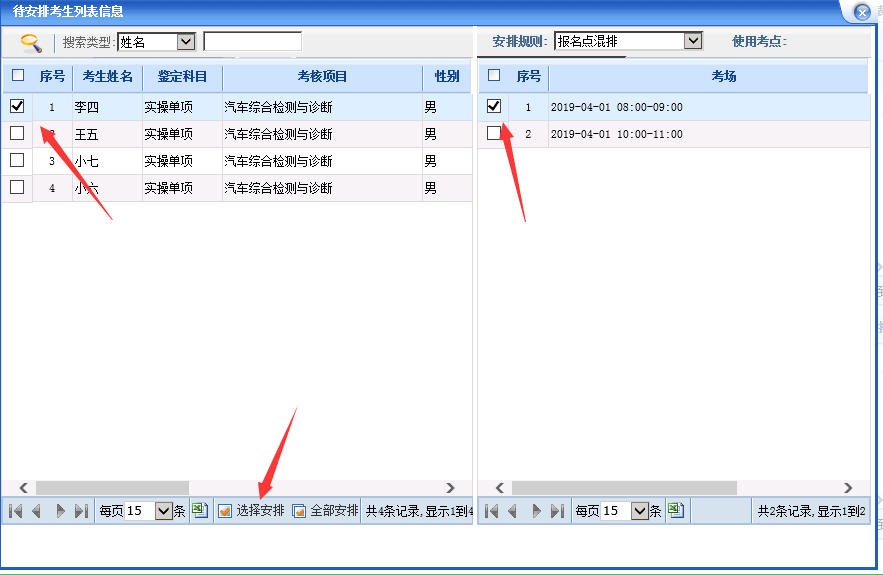 待安排考生列表信息
搜索类型: 姓名
序号 考生姓名 鉴定科目 考核项目 性别
1 李四 实操单项 汽车综合检测与诊断 男
王五 实操单项 汽车综合检测与诊断 男
3 小七 实操单项 汽车综合检测与诊断 男
4 小六 实操单项 汽车综合检测与诊断 男
每页 15 条 选择安排 全部安排 共4条记录,显示1到4
安排规则: 报名点混排 使用考点:
序号 考场
1 2019-04-01 08:00-09:00
2 2019-04-01 10:00-11:00
每页 15 条 共2条记录,显示1到2